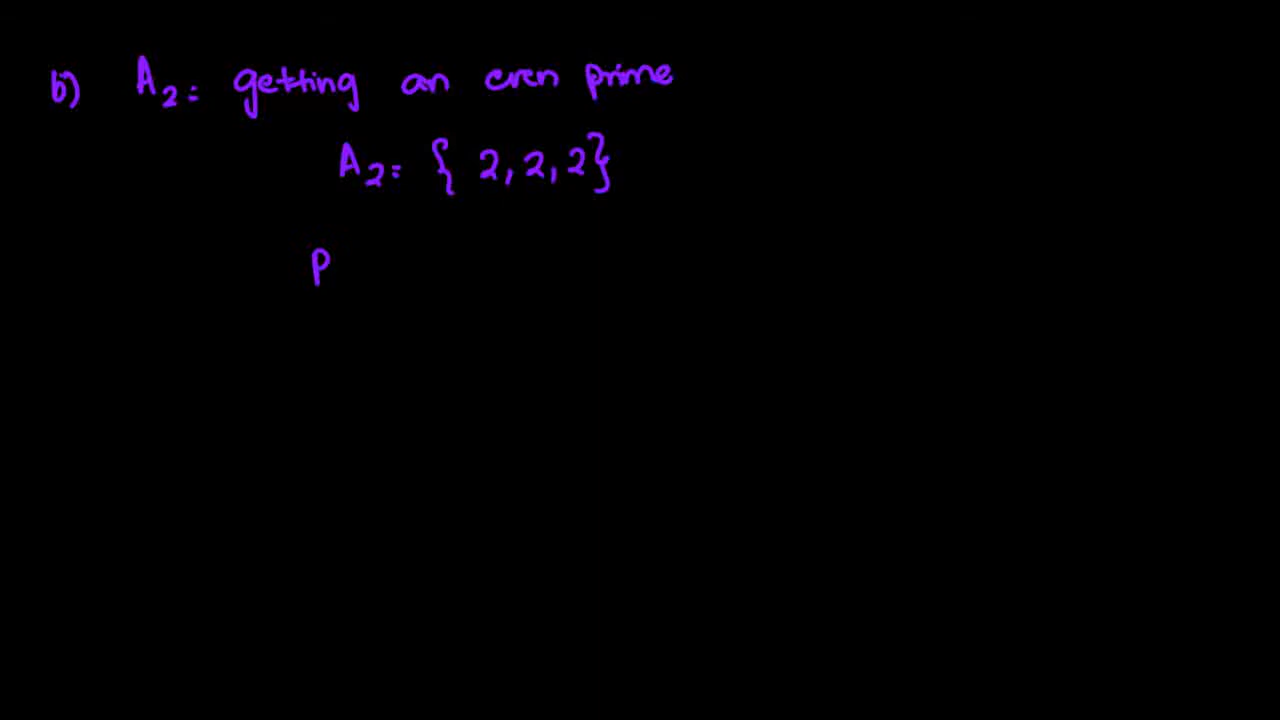 b) A₂ = getting an even prime
A₂ = { 2, 2, 2}
P